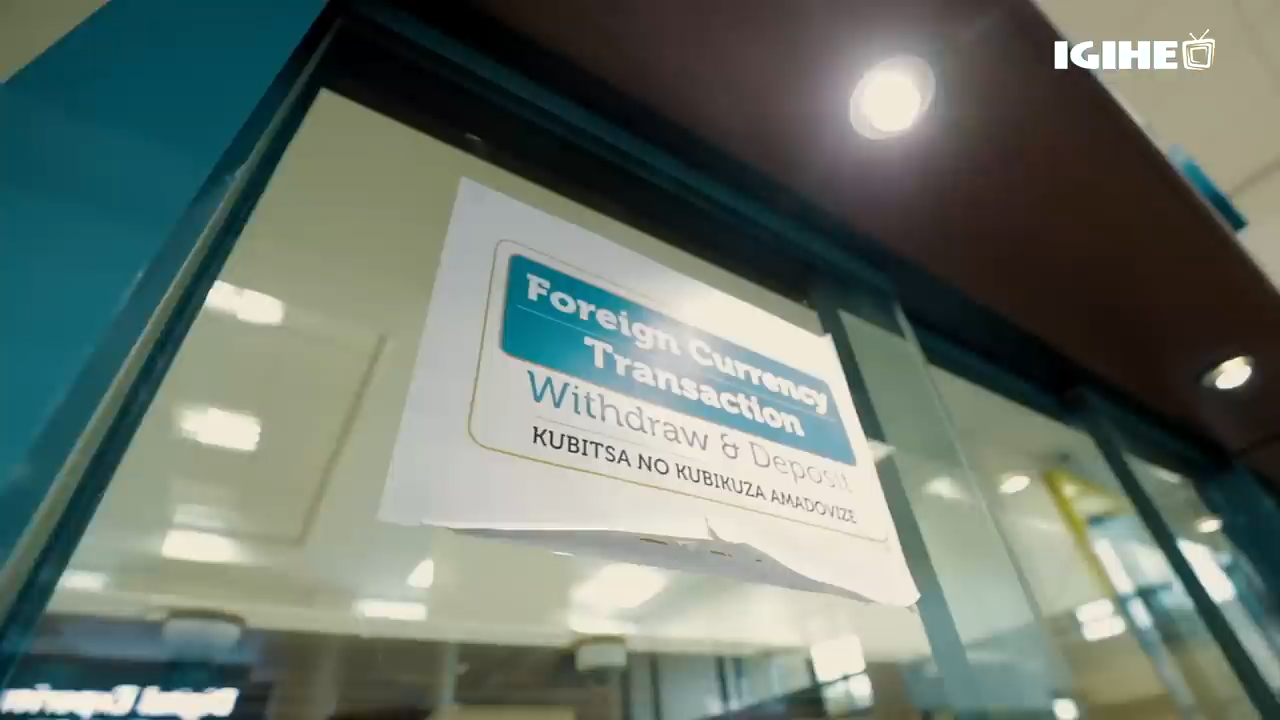 IGIHE
Foreign Currency
Transaction
Withdraw & Deposit
KUBITSA NO KUBIKUZA AMADOVIZE